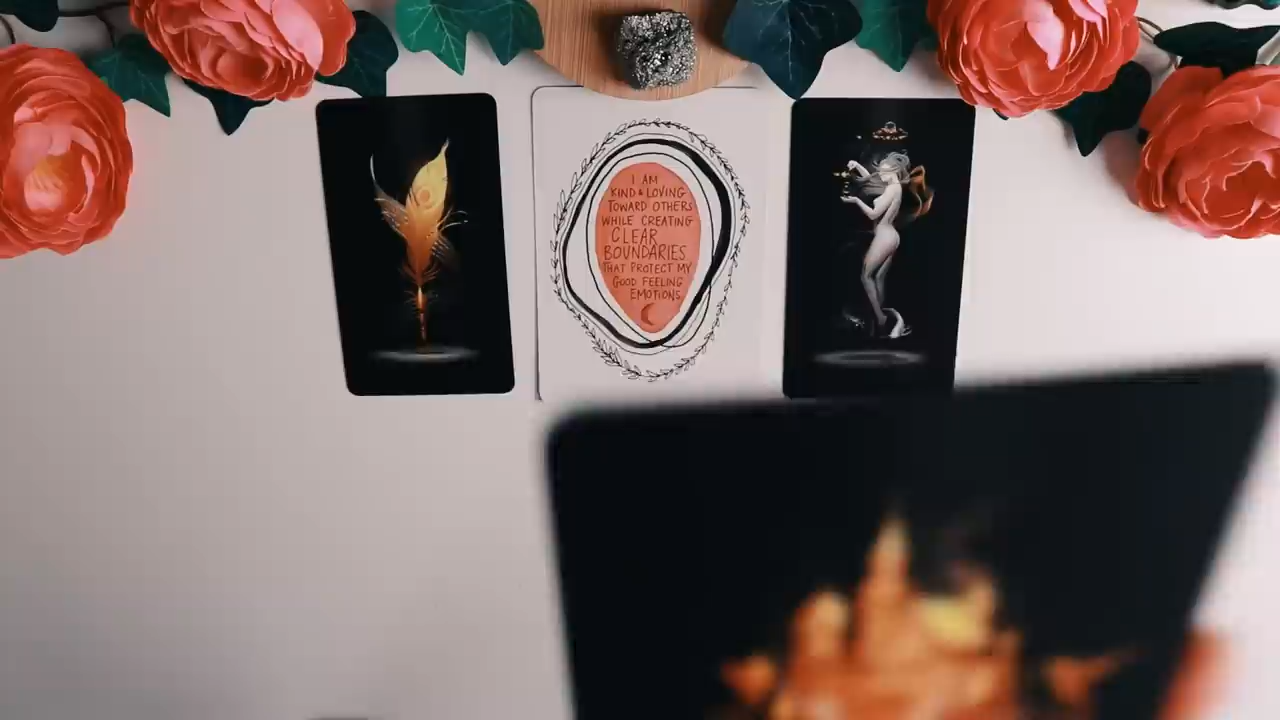 I AM
KIND & LOVING
TOWARD OTHERS
WHILE CREATING
CLEAR
BOUNDARIES
THAT PROTECT MY
GOOD FEELING
EMOTIONS